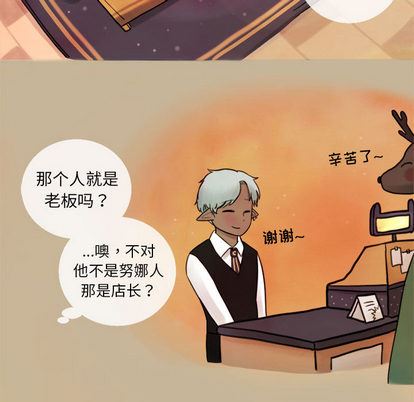 辛苦了~
那个人就是
老板吗？
谢谢~
...噢，不对
他不是努娜人
那是店长？